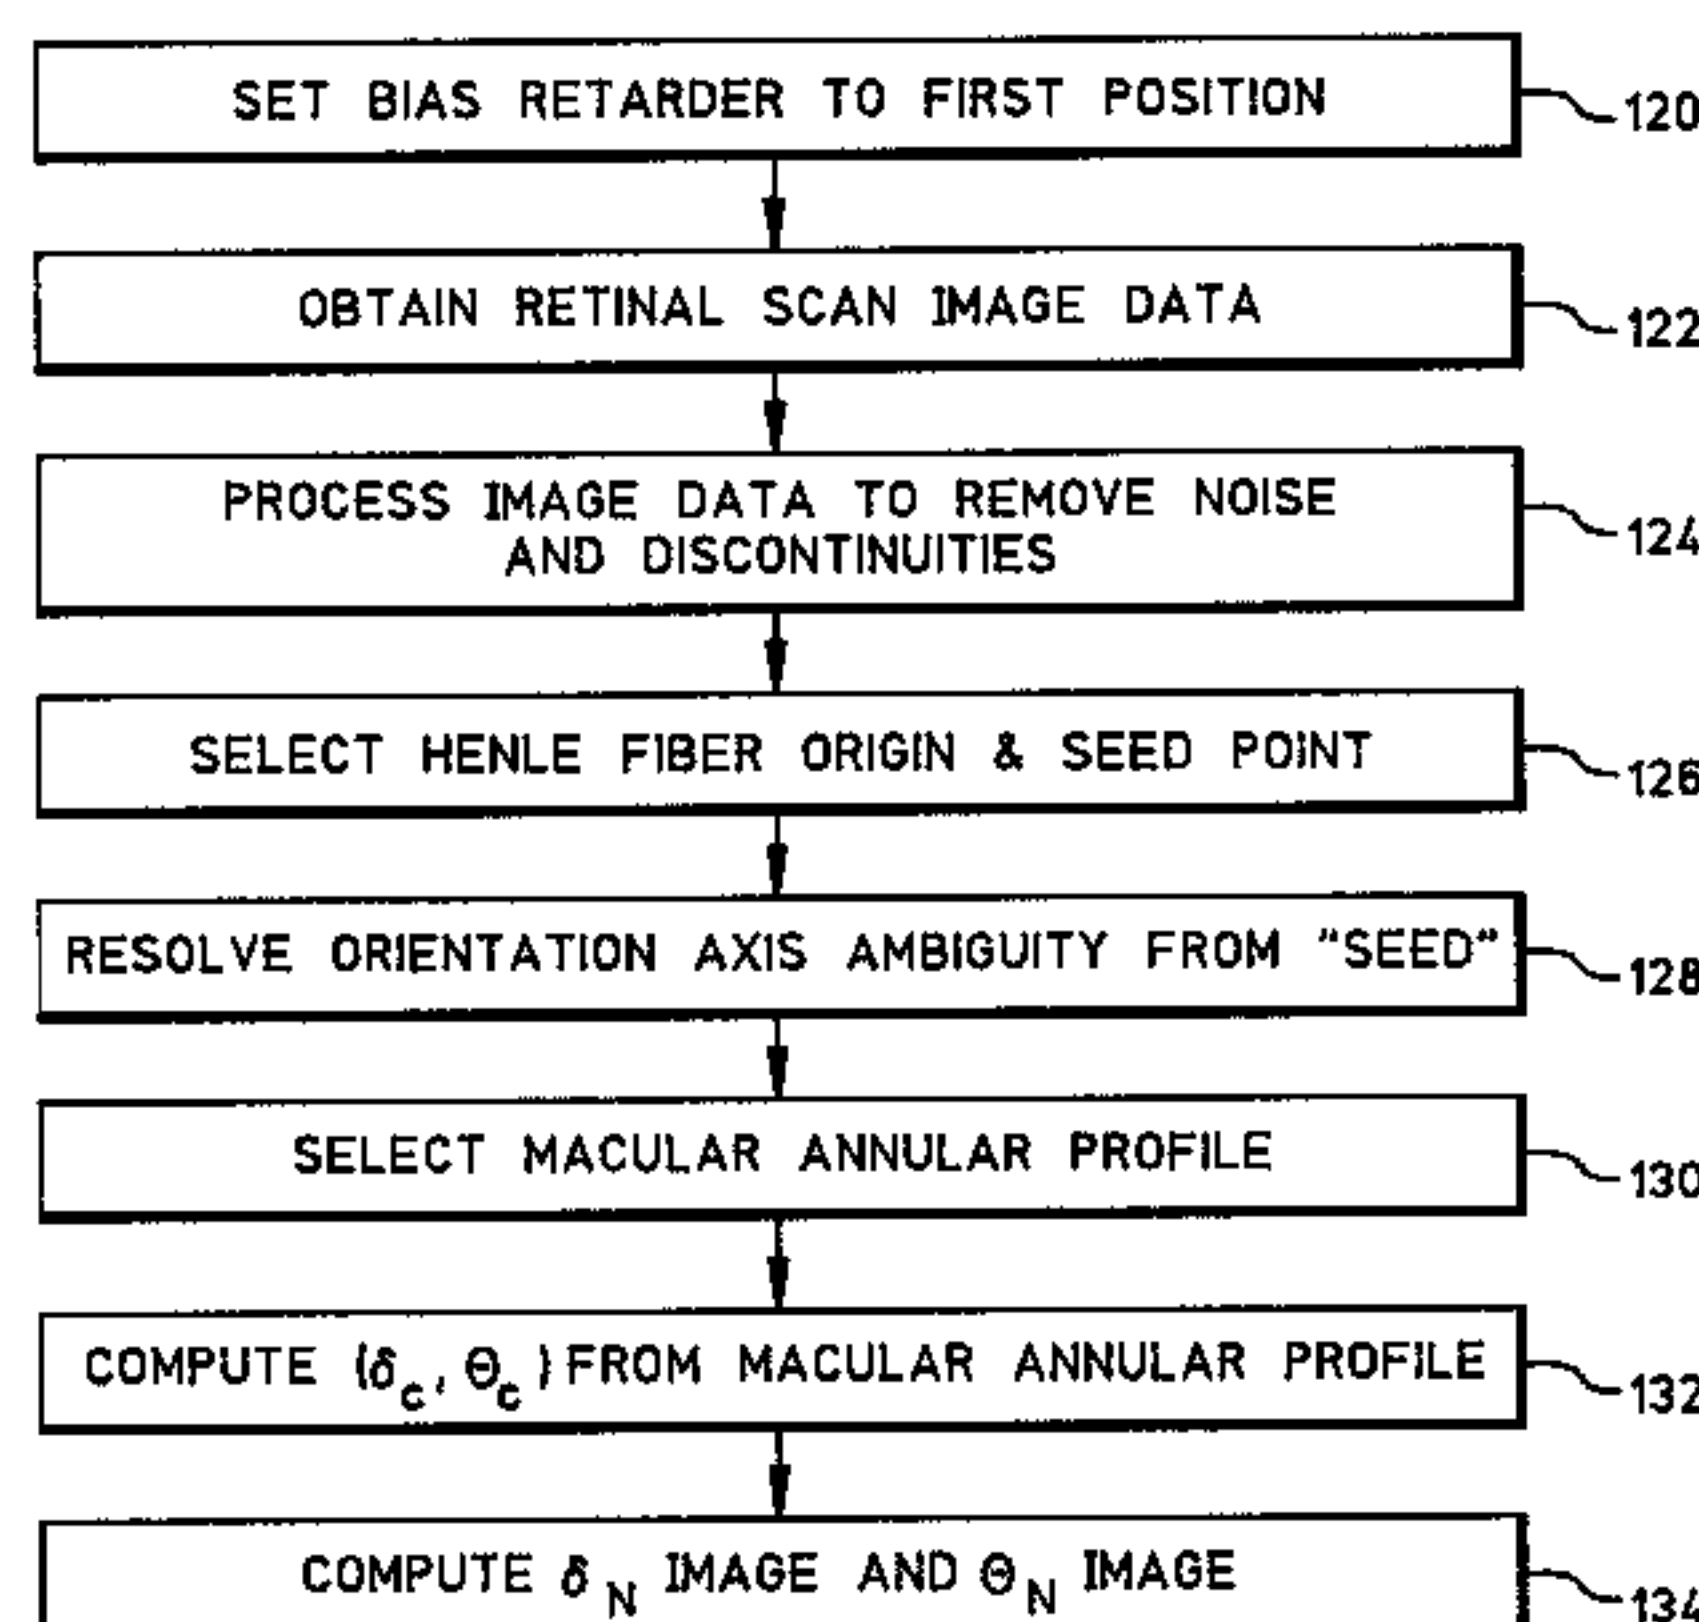 SET BIAS RETARDER TO FIRST POSITION
120
OBTAIN RETINAL SCAN IMAGE DATA
122
PROCESS IMAGE DATA TO REMOVE NOISE
AND DISCONTINUITIES
124
SELECT HENLE FIBER ORIGIN & SEED POINT
126
RESOLVE ORIENTATION AXIS AMBIGUITY FROM "SEED"
128
SELECT MACULAR ANNULAR PROFILE
130
COMPUTE (δc, Θc) FROM MACULAR ANNULAR PROFILE
132
COMPUTE δN IMAGE AND ΘN IMAGE
134